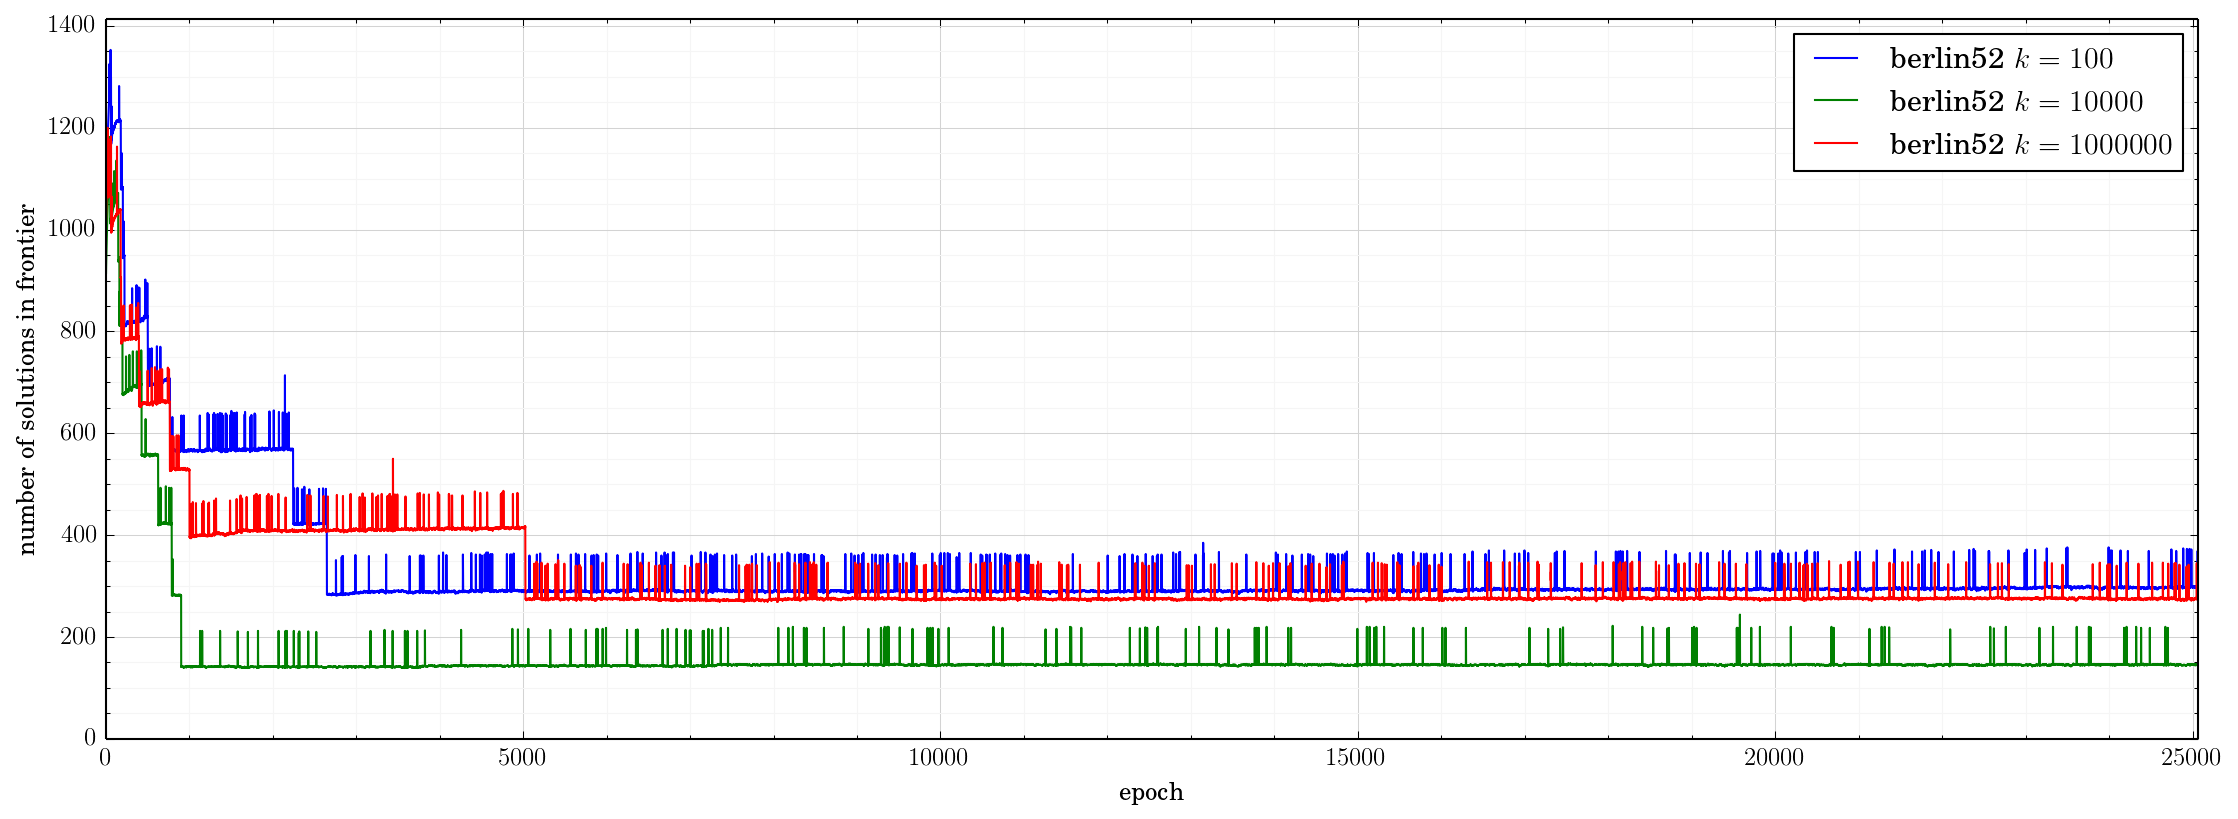 1400
1200
1000
800
600
400
200
0
number of solutions in frontier
berlin52 k = 100
berlin52 k = 10000
berlin52 k = 1000000
0 5000 10000 15000 20000 25000
epoch